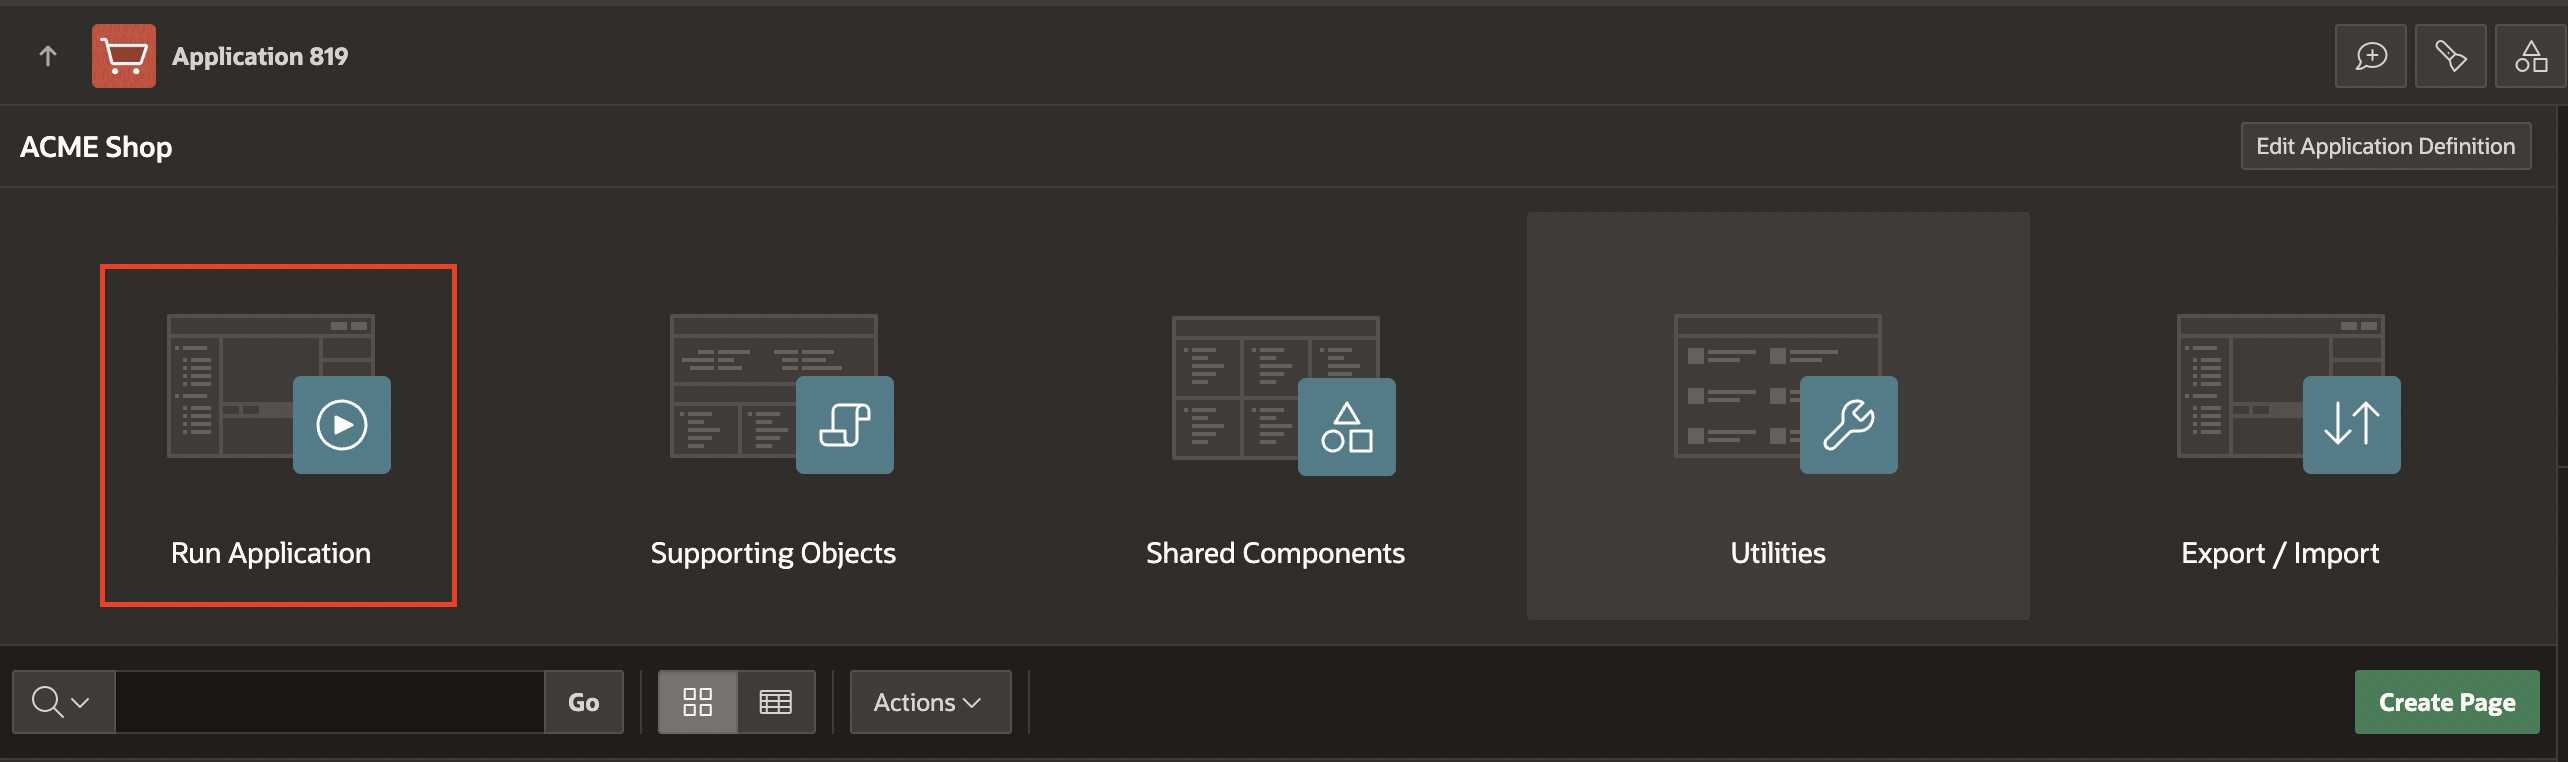 Application 819
ACME Shop
Edit Application Definition
Run Application
Supporting Objects
Shared Components
Utilities
Export / Import
Go
Actions
Create Page